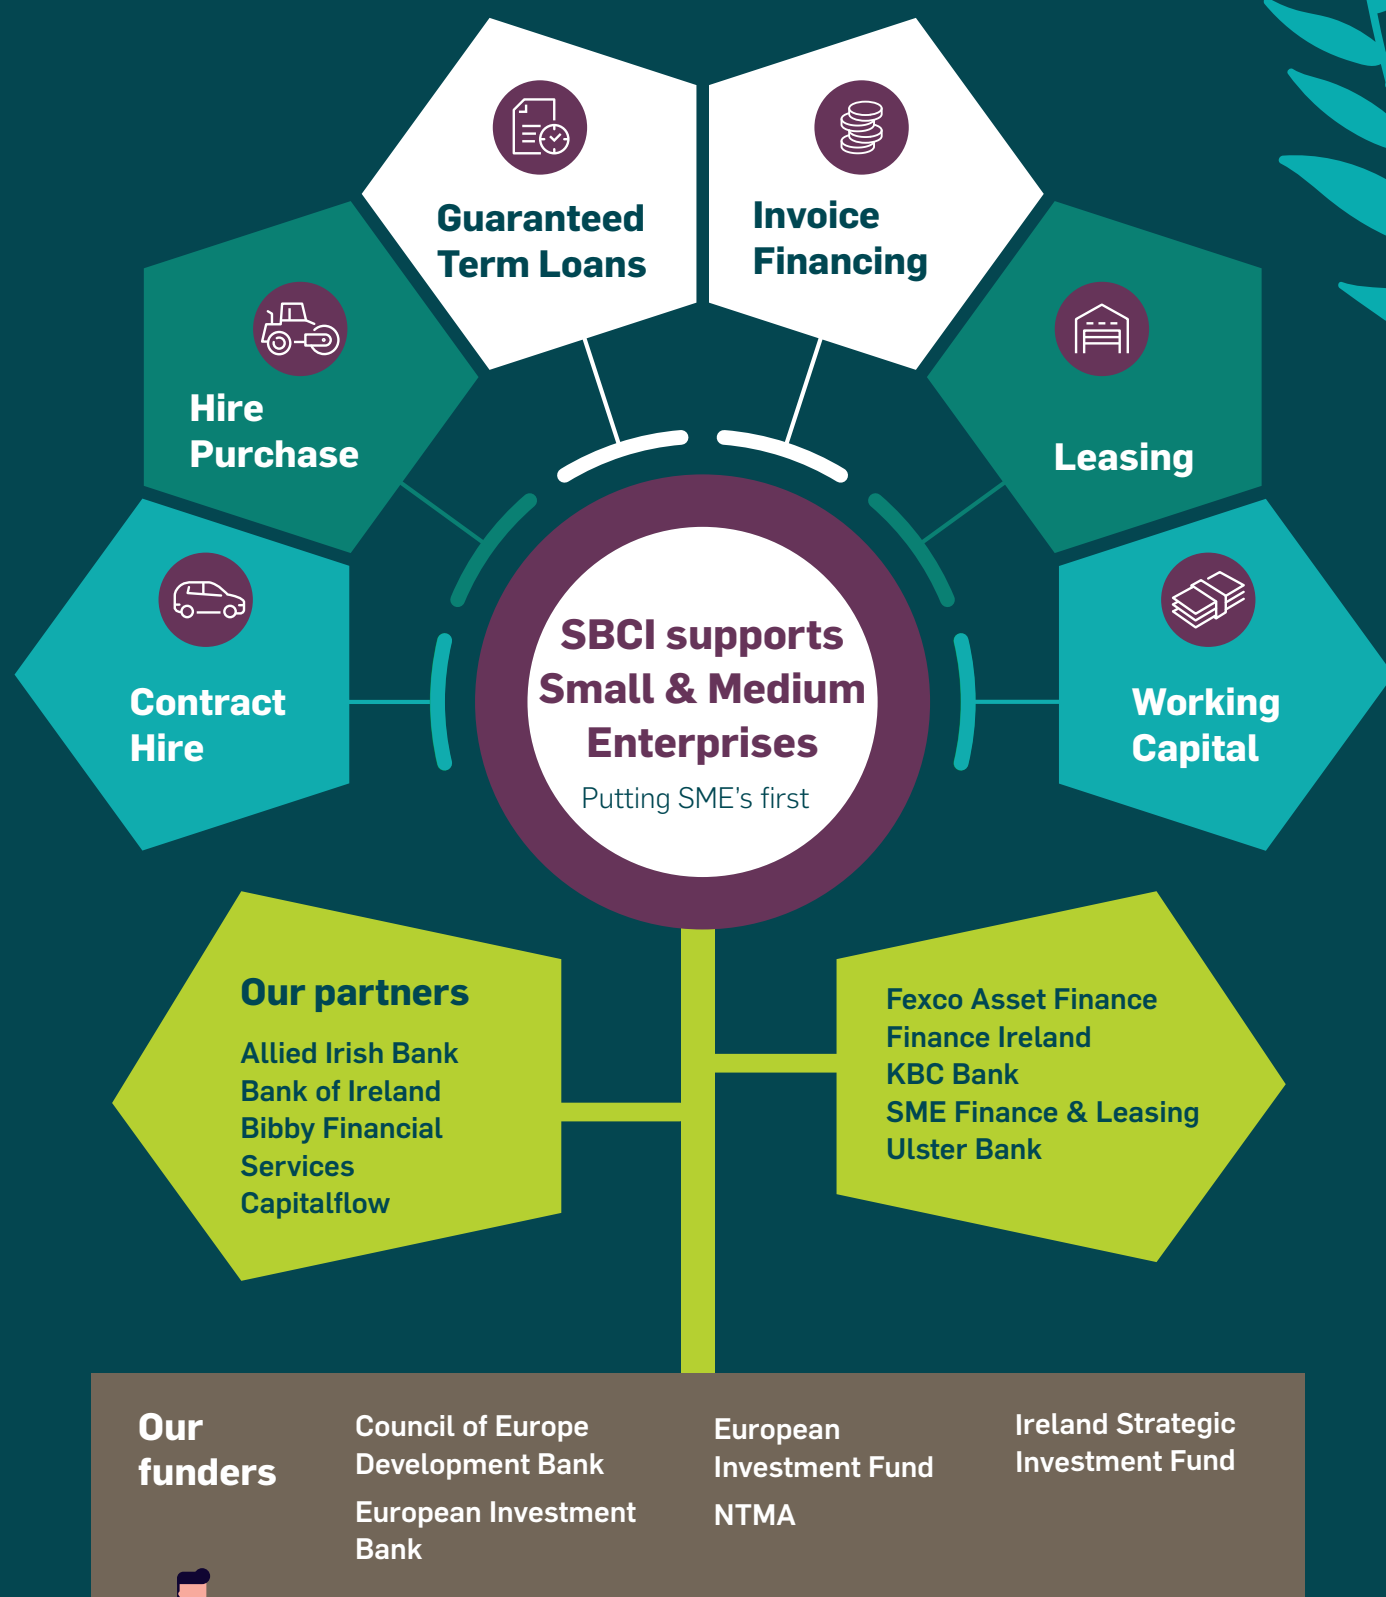 Guaranteed
Term Loans
Invoice
Financing
Hire
Purchase
Leasing
Contract
Hire
SBCI supports
Small & Medium
Enterprises
Putting SME's first
Working
Capital
Our partners
Allied Irish Bank
Bank of Ireland
Bibby Financial
Services
Capitalflow
Fexco Asset Finance
Finance Ireland
KBC Bank
SME Finance & Leasing
Ulster Bank
Our
funders
Council of Europe
Development Bank
European Investment
Bank
European
Investment Fund
NTMA
Ireland Strategic
Investment Fund